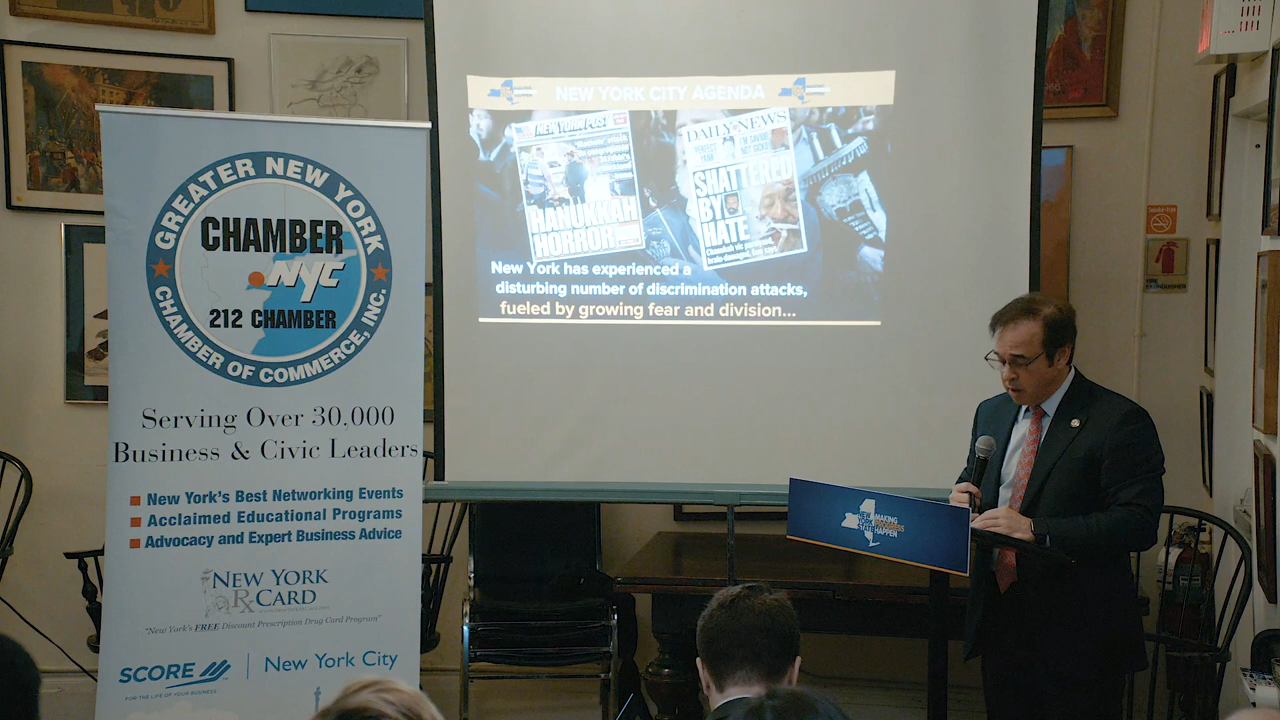 GREATER NEW YORK
CHAMBER OF COMMERCE, INC.
CHAMBER
NYC
212 CHAMBER
Serving Over 30,000
Business & Civic Leaders
New York's Best Networking Events
Acclaimed Educational Programs
Advocacy and Expert Business Advice
NEW YORK
RX CARD
"New York's FREE Discount Prescription Drug Card Program"
SCORE
FOR THE LIFE OF YOUR BUSINESS
New York City
NEW YORK CITY AGENDA
NEW YORK POST
HANUKKAH
HORROR
DAILY NEWS
SHATTERED
BY
HATE
New York has experienced a
disturbing number of discrimination attacks,
fueled by growing fear and division...
NEW YORK STATE
MAKING PROGRESS HAPPEN